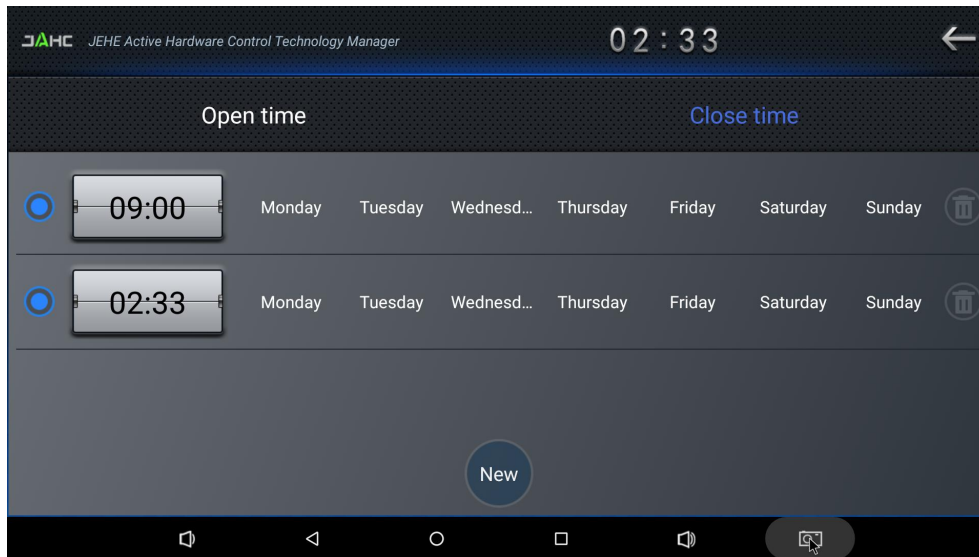 JAHC JEHE Active Hardware Control Technology Manager 02:33
Open time Close time
09:00 Monday Tuesday Wednesd... Thursday Friday Saturday Sunday
02:33 Monday Tuesday Wednesd... Thursday Friday Saturday Sunday
New